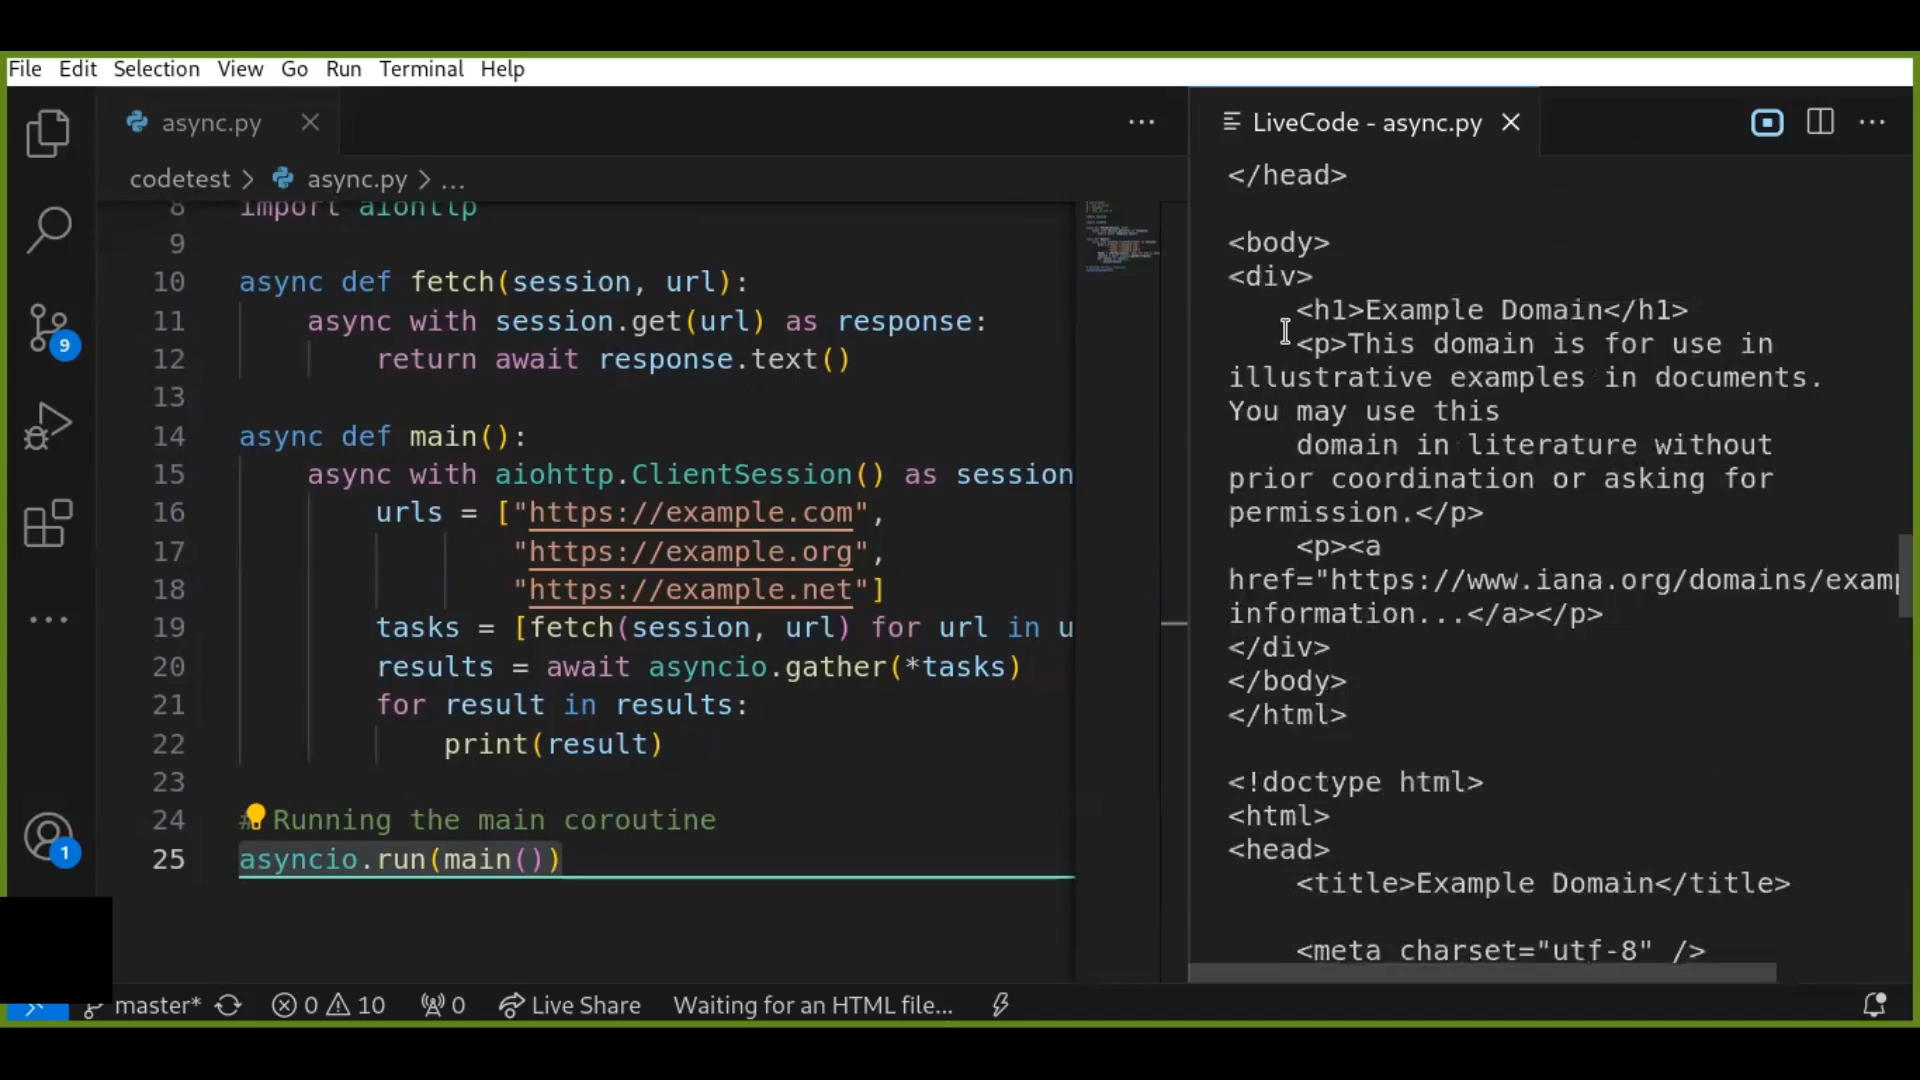 File Edit Selection View Go Run Terminal Help
async.py
LiveCode - async.py
codetest > async.py > ...
8 import aiohttp
9
10 async def fetch(session, url):
11 async with session.get(url) as response:
12 return await response.text()
13
14 async def main():
15 async with aiohttp.ClientSession() as session
16 urls = ["https://example.com",
17 "https://example.org",
18 "https://example.net"]
19 tasks = [fetch(session, url) for url in u
20 results = await asyncio.gather(*tasks)
21 for result in results:
22 print(result)
23
24 # Running the main coroutine
25 asyncio.run(main())
</head>
<body>
<div>
<h1>Example Domain</h1>
<p>This domain is for use in
illustrative examples in documents.
You may use this
domain in literature without
prior coordination or asking for
permission.</p>
<p><a
href="https://www.iana.org/domains/examp
information...</a></p>
</div>
</body>
</html>
<!doctype html>
<html>
<head>
<title>Example Domain</title>
<meta charset="utf-8" />
9
1
master* 0 10 0 Live Share Waiting for an HTML file...